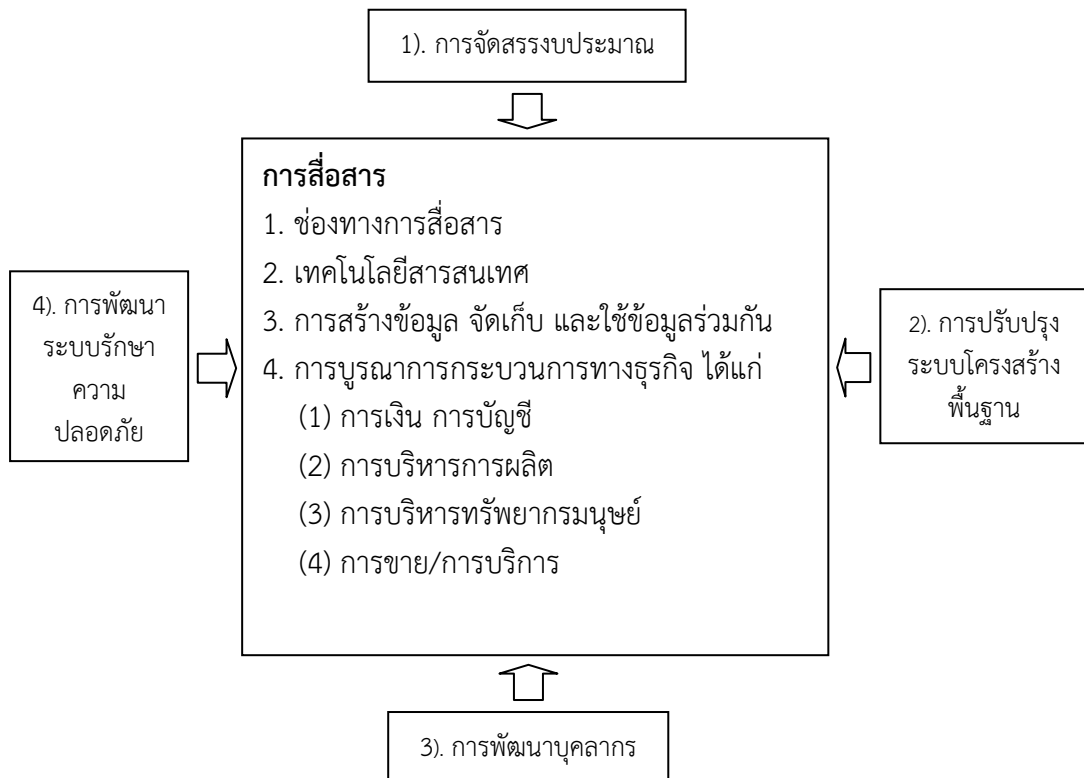 1). การจัดสรรงบประมาณ
การสื่อสาร
1. ช่องทางการสื่อสาร
2. เทคโนโลยีสารสนเทศ
3. การสร้างข้อมูล จัดเก็บ และใช้ข้อมูลร่วมกัน
4. การบูรณาการกระบวนการทางธุรกิจ ได้แก่
(1) การเงิน การบัญชี
(2) การบริหารการผลิต
(3) การบริหารทรัพยากรมนุษย์
(4) การขาย/การบริการ
4). การพัฒนา
ระบบรักษา
ความ
ปลอดภัย
2). การปรับปรุง
ระบบโครงสร้าง
พื้นฐาน
3). การพัฒนาบุคลากร